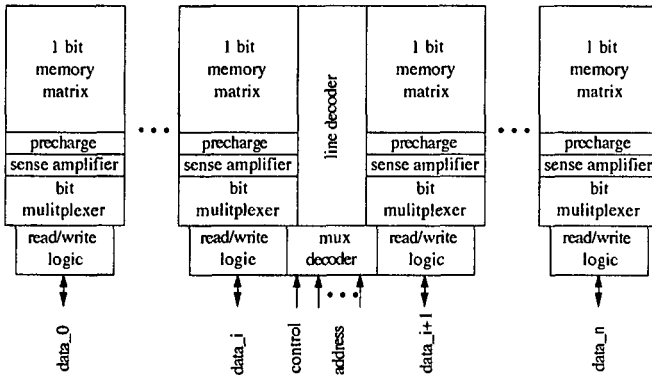 1 bit
memory
matrix
precharge
sense amplifier
bit
mulitplexer
read/write
logic
data_0
1 bit
memory
matrix
precharge
sense amplifier
bit
mulitplexer
read/write
logic
data_i
line decoder
mux
decoder
control
address
1 bit
memory
matrix
precharge
sense amplifier
bit
mulitplexer
read/write
logic
data_i+1
1 bit
memory
matrix
precharge
sense amplifier
bit
mulitplexer
read/write
logic
data_n